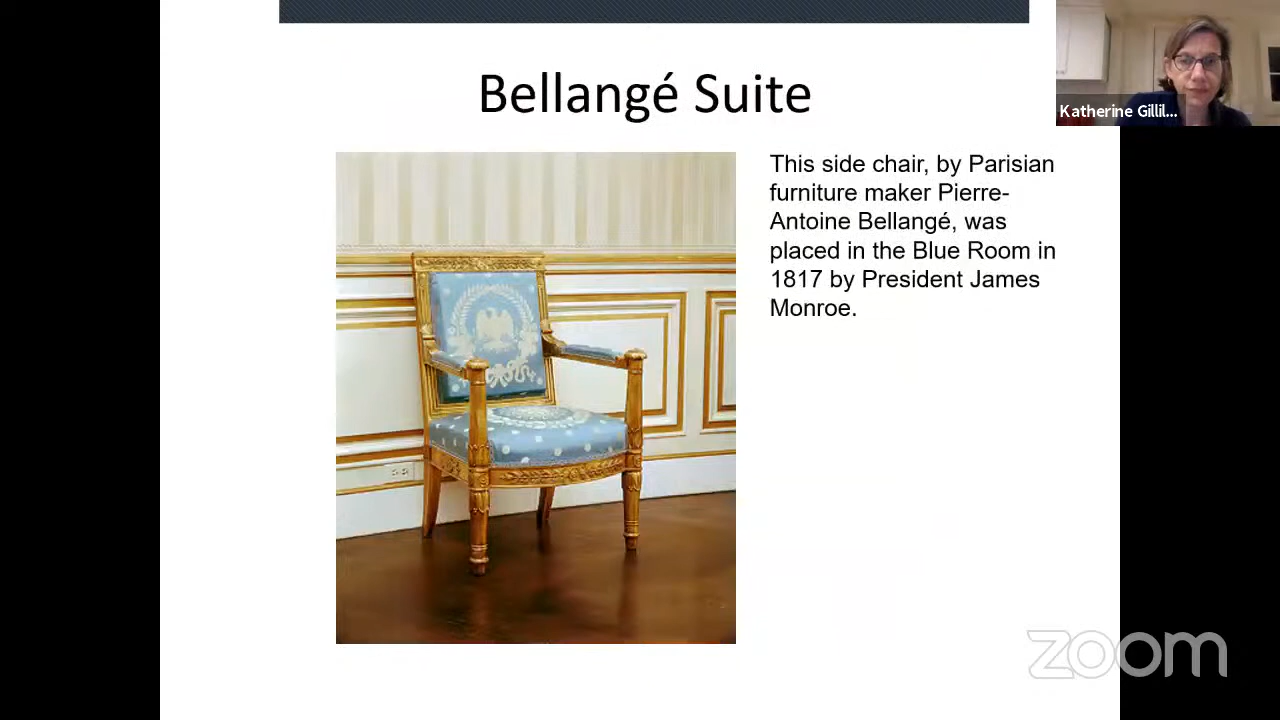 Bellangé Suite
Katherine Gillil...
This side chair, by Parisian
furniture maker Pierre-
Antoine Bellangé, was
placed in the Blue Room in
1817 by President James
Monroe.
zoom